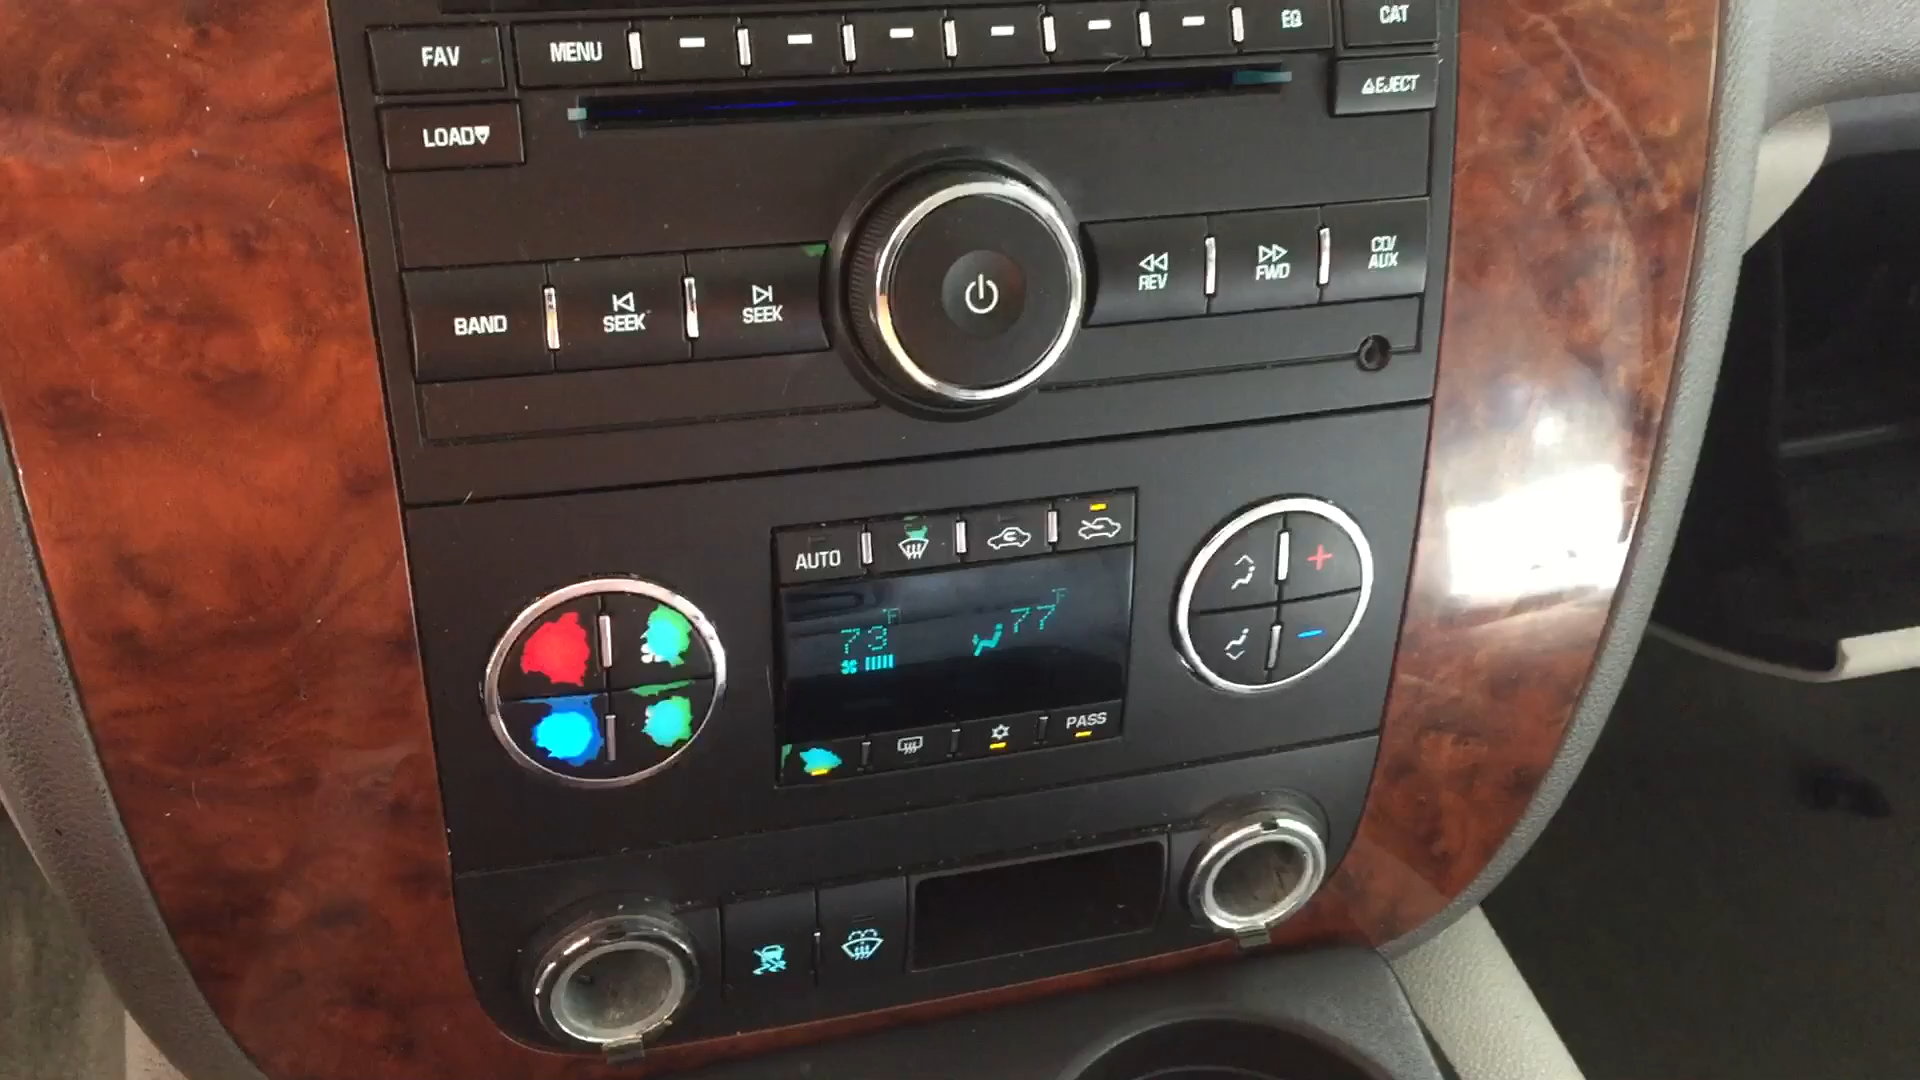 FAV
MENU
EQ
CAT
EJECT
LOAD
BAND
SEEK
SEEK
REV
FWD
CD/
AUX
AUTO
73°F
77°F
PASS